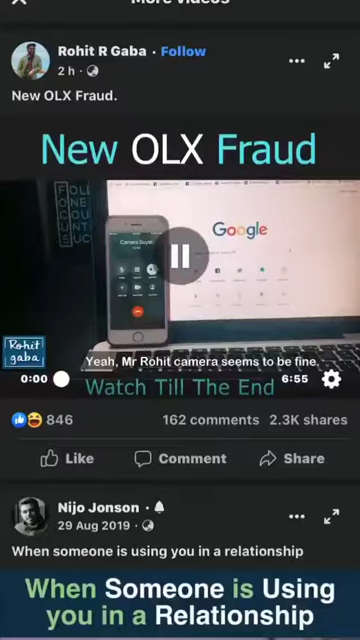 More videos
Rohit R Gaba · Follow
2 h ·
New OLX Fraud.
New OLX Fraud
FOCUS
Google
Camera Buyer
Rohit gaba
Yeah, Mr Rohit camera seems to be fine.
0:00
6:55
Watch Till The End
846
162 comments 2.3K shares
Like
Comment
Share
Nijo Jonson ·
29 Aug 2019 ·
When someone is using you in a relationship
When Someone is Using
you in a Relationship